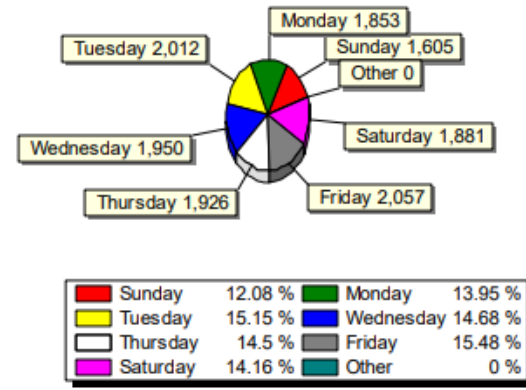 Monday 1,853
Tuesday 2,012
Sunday 1,605
Other 0
Saturday 1,881
Wednesday 1,950
Thursday 1,926
Friday 2,057
Sunday 12.08 % Monday 13.95 %
Tuesday 15.15 % Wednesday 14.68 %
Thursday 14.5 % Friday 15.48 %
Saturday 14.16 % Other 0 %